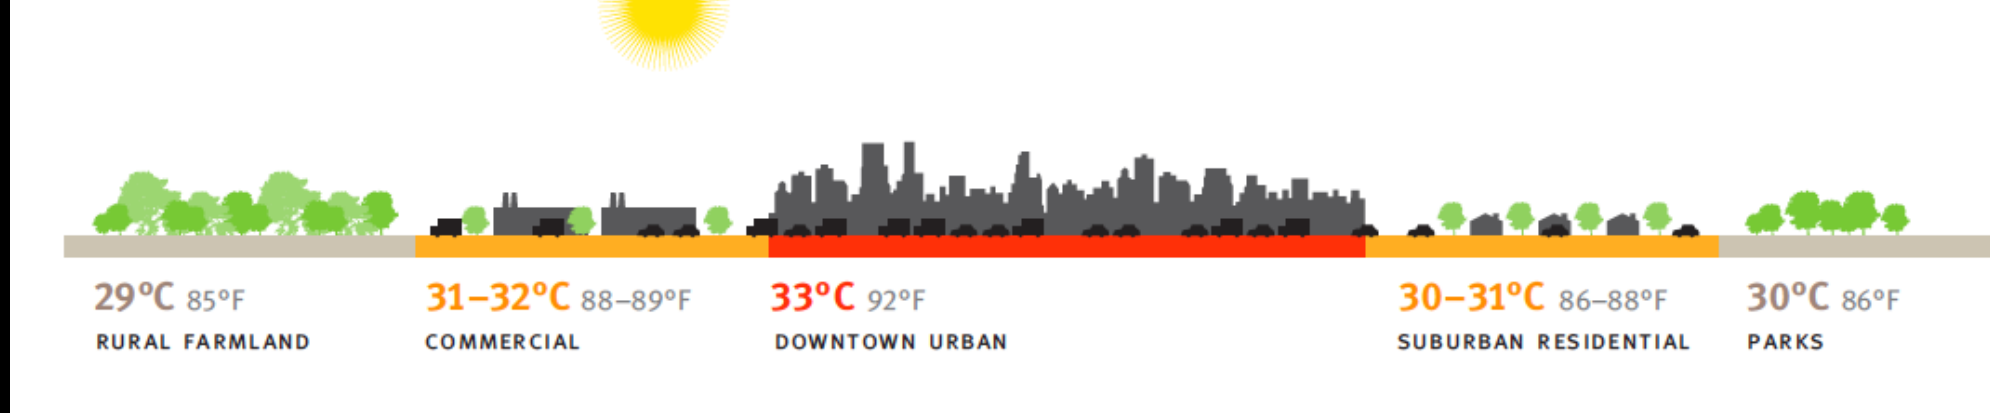 29°C 85°F
RURAL FARMLAND
31–32°C 88–89°F
COMMERCIAL
33°C 92°F
DOWNTOWN URBAN
30–31°C 86–88°F
SUBURBAN RESIDENTIAL
30°C 86°F
PARKS